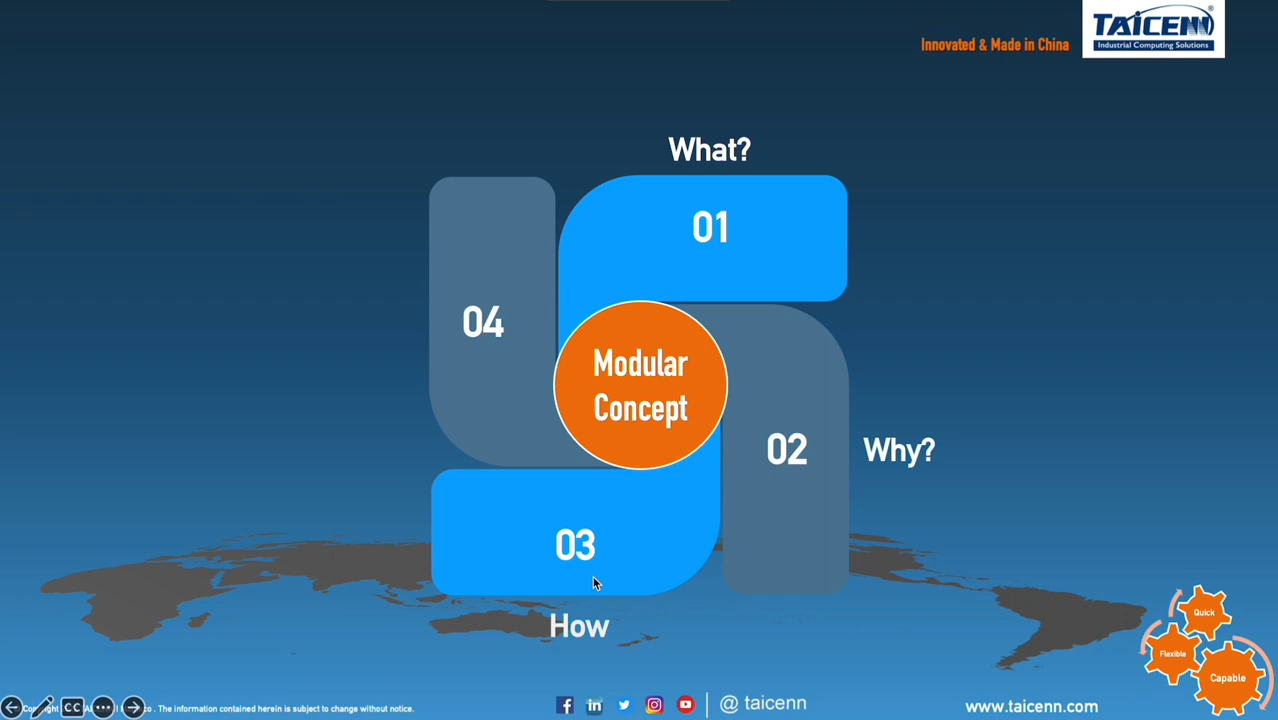 TAICENN®
Industrial Computing Solutions
Innovated & Made in China
What?
01
04
Modular
Concept
02
Why?
03
How
Quick
Flexible
Capable
CC
The information contained herein is subject to change without notice.
@ taicenn
www.taicenn.com